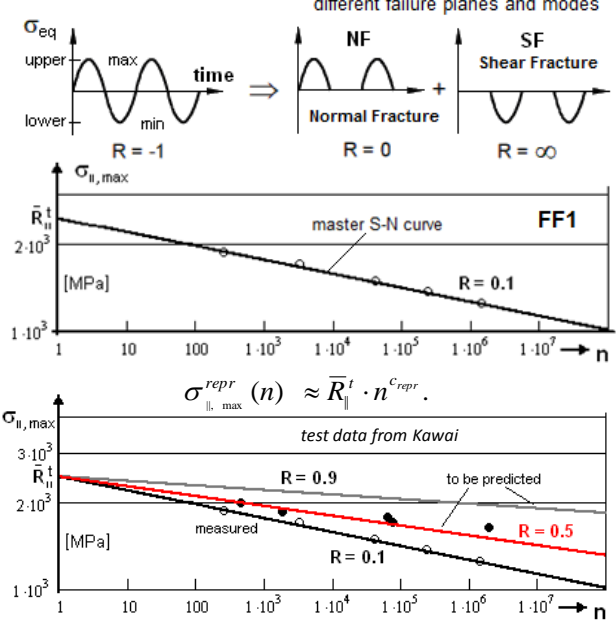 different failure planes and modes
σeq
upper
max
time
lower
min
R = -1
⇒
NF
Normal Fracture
R = 0
+
SF
Shear Fracture
R = ∞
σ||,max
R̄||ᵗ
2·10³
[MPa]
1·10³
master S-N curve
FF1
R = 0.1
1 10 100 1·10³ 1·10⁴ 1·10⁵ 1·10⁶ 1·10⁷ n
σ||, max^repr (n) ≈ R̄||ᵗ · n^c_repr.
σ||,max
test data from Kawai
3·10³
R̄||ᵗ
2·10³
[MPa]
1·10³
R = 0.9
to be predicted
measured
R = 0.5
R = 0.1
1 10 100 1·10³ 1·10⁴ 1·10⁵ 1·10⁶ 1·10⁷ n